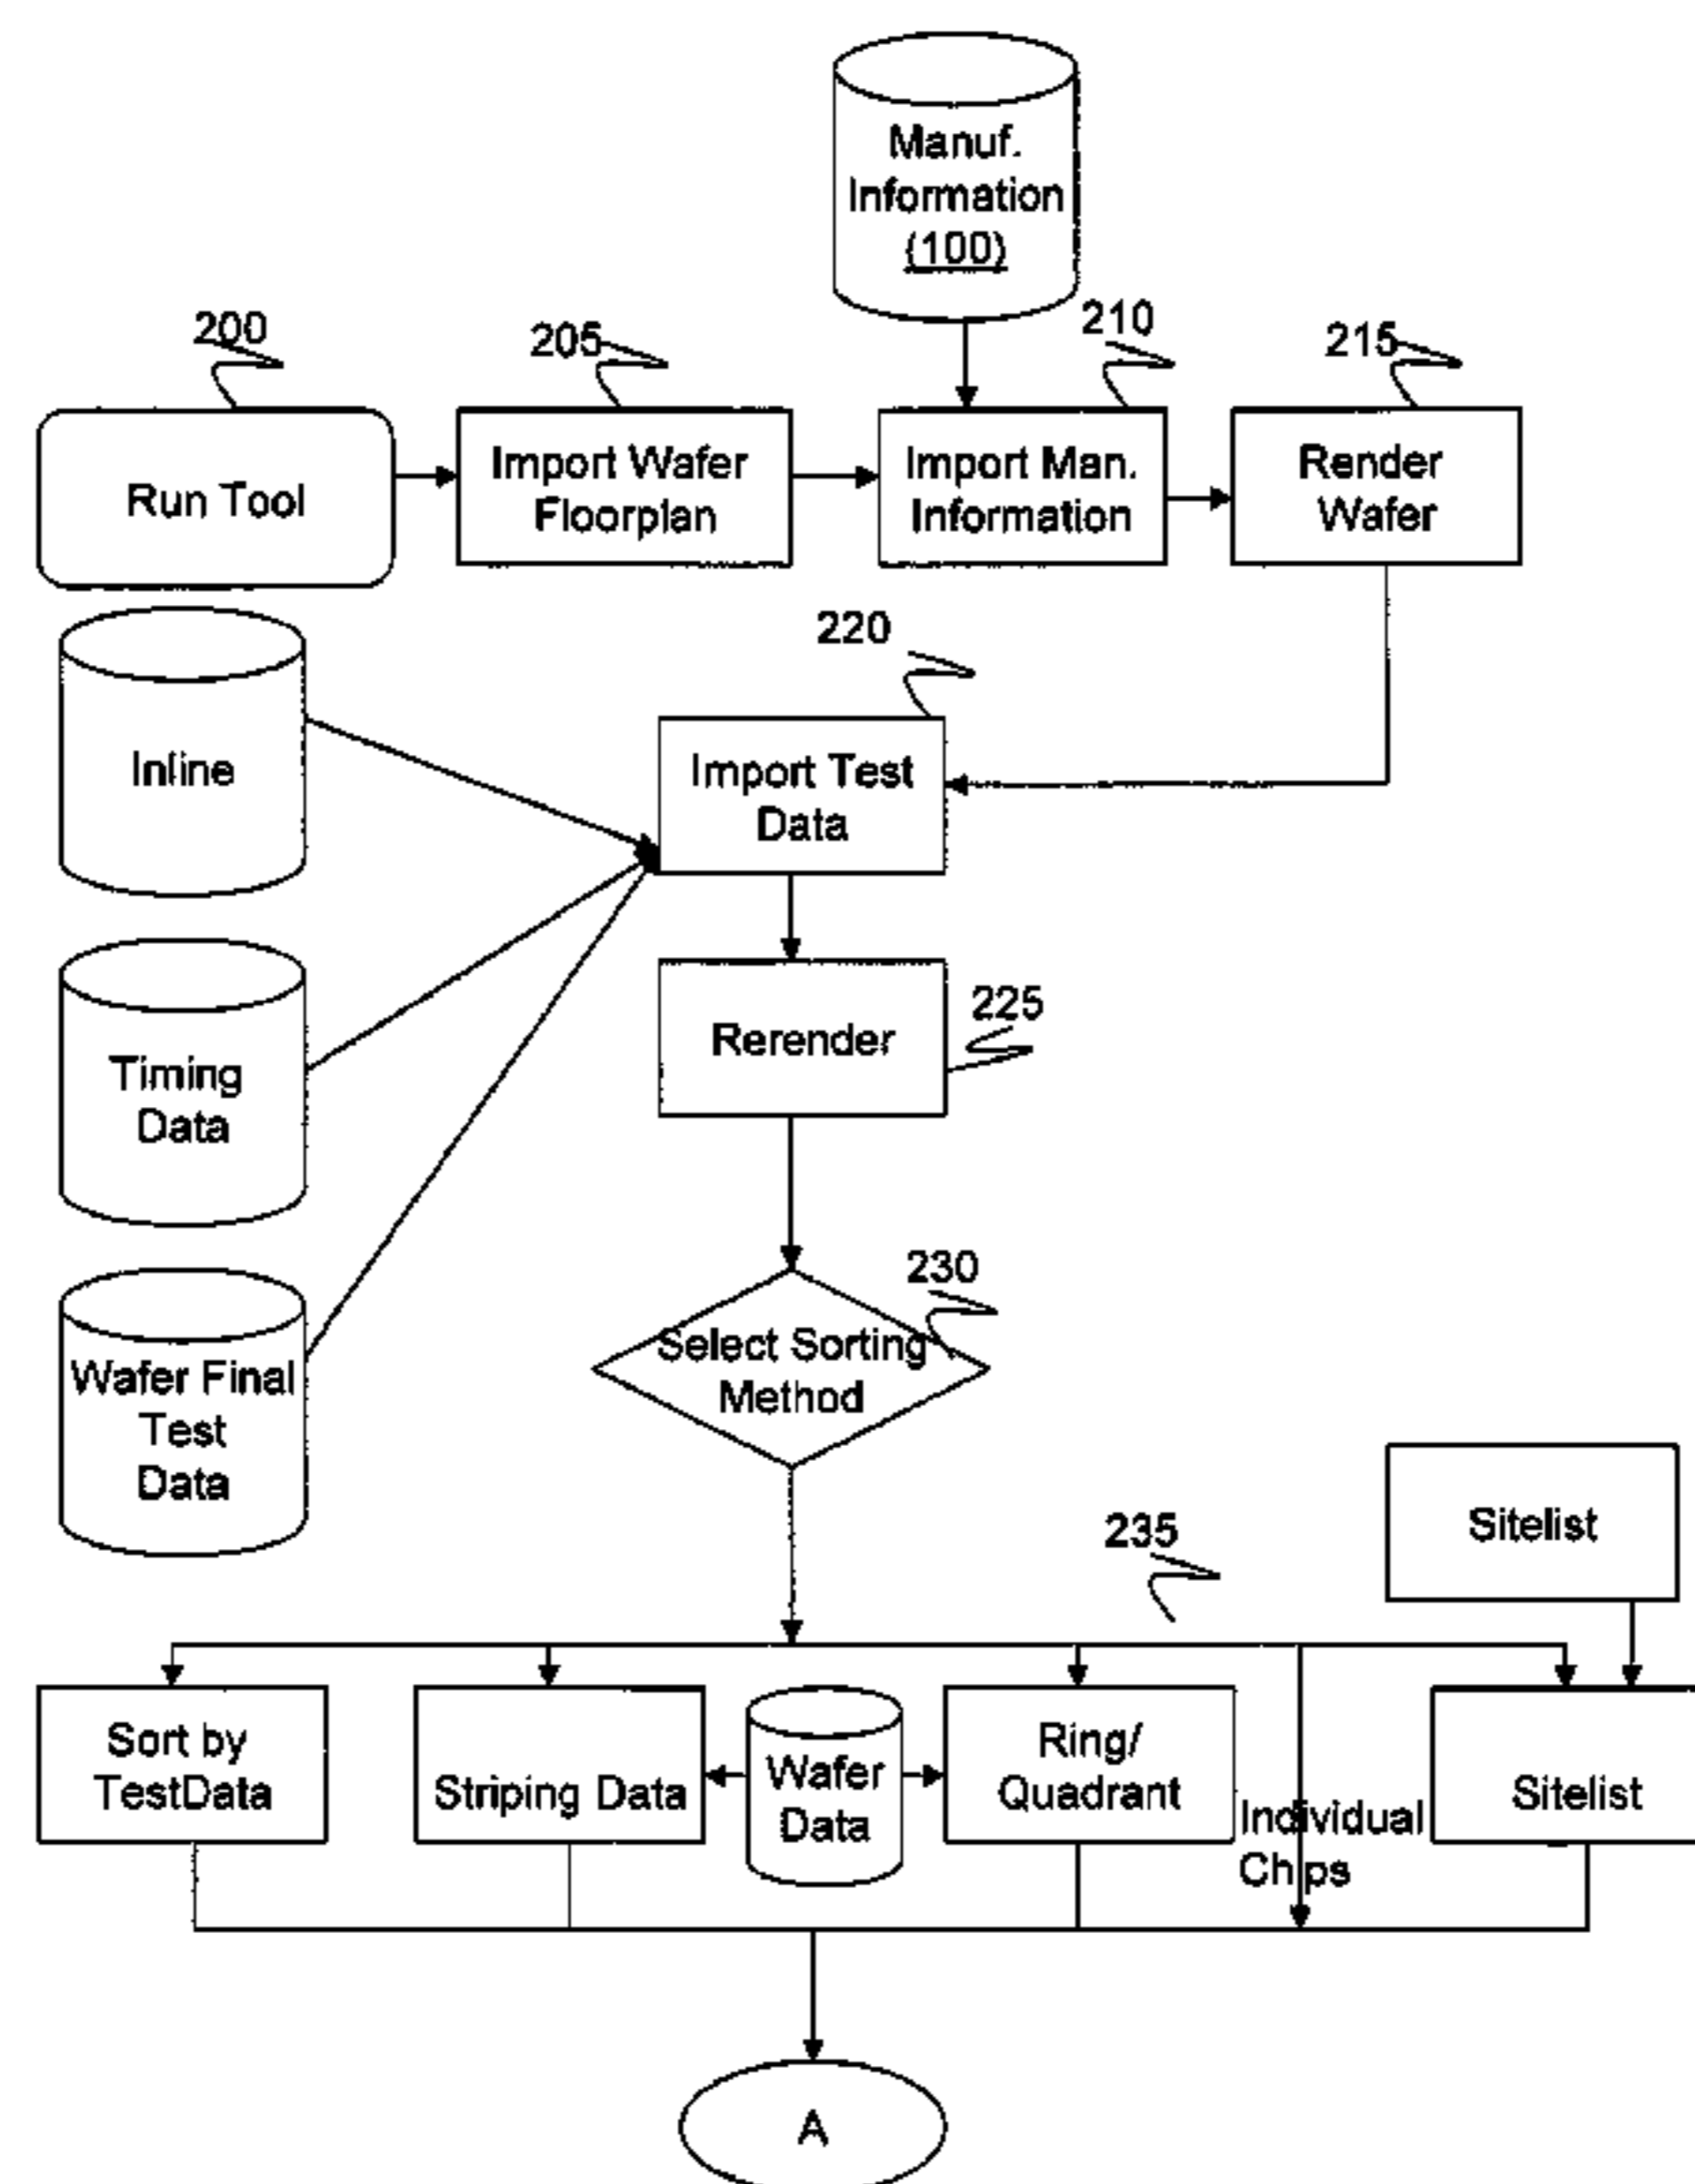 Manuf.
Information
(100)
200
205
210
215
Run Tool
Import Wafer
Floorplan
Import Man.
Information
Render
Wafer
220
Inline
Import Test
Data
225
Rerender
Timing
Data
230
Select Sorting
Method
Wafer Final
Test
Data
235
Sitelist
Sort by
TestData
Striping Data
Wafer
Data
Ring/
Quadrant
Individual
Chips
Sitelist
A